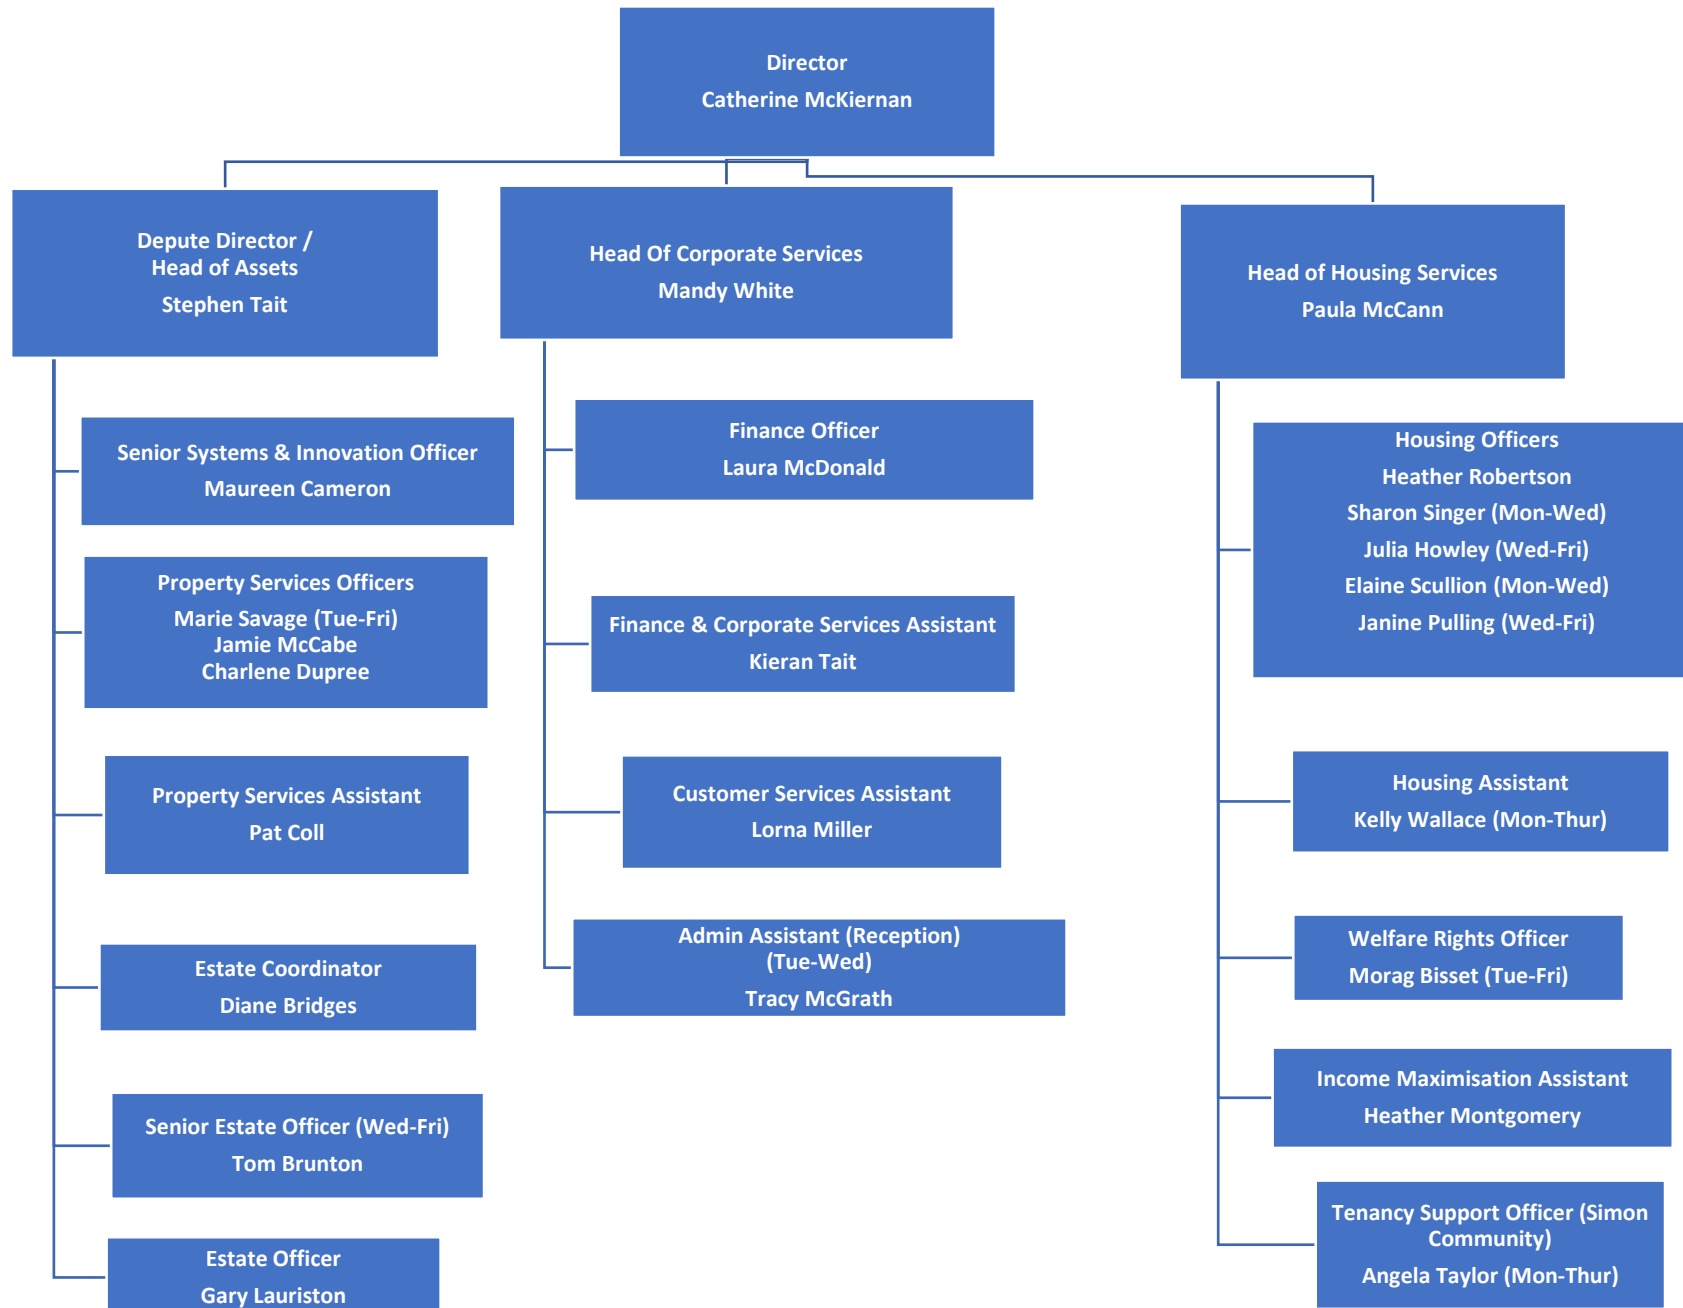 Director
Catherine McKiernan
Depute Director /
Head of Assets
Stephen Tait
Senior Systems & Innovation Officer
Maureen Cameron
Property Services Officers
Marie Savage (Tue-Fri)
Jamie McCabe
Charlene Dupree
Property Services Assistant
Pat Coll
Estate Coordinator
Diane Bridges
Senior Estate Officer (Wed-Fri)
Tom Brunton
Estate Officer
Gary Lauriston
Head Of Corporate Services
Mandy White
Finance Officer
Laura McDonald
Finance & Corporate Services Assistant
Kieran Tait
Customer Services Assistant
Lorna Miller
Admin Assistant (Reception)
(Tue-Wed)
Tracy McGrath
Head of Housing Services
Paula McCann
Housing Officers
Heather Robertson
Sharon Singer (Mon-Wed)
Julia Howley (Wed-Fri)
Elaine Scullion (Mon-Wed)
Janine Pulling (Wed-Fri)
Housing Assistant
Kelly Wallace (Mon-Thur)
Welfare Rights Officer
Morag Bisset (Tue-Fri)
Income Maximisation Assistant
Heather Montgomery
Tenancy Support Officer (Simon
Community)
Angela Taylor (Mon-Thur)